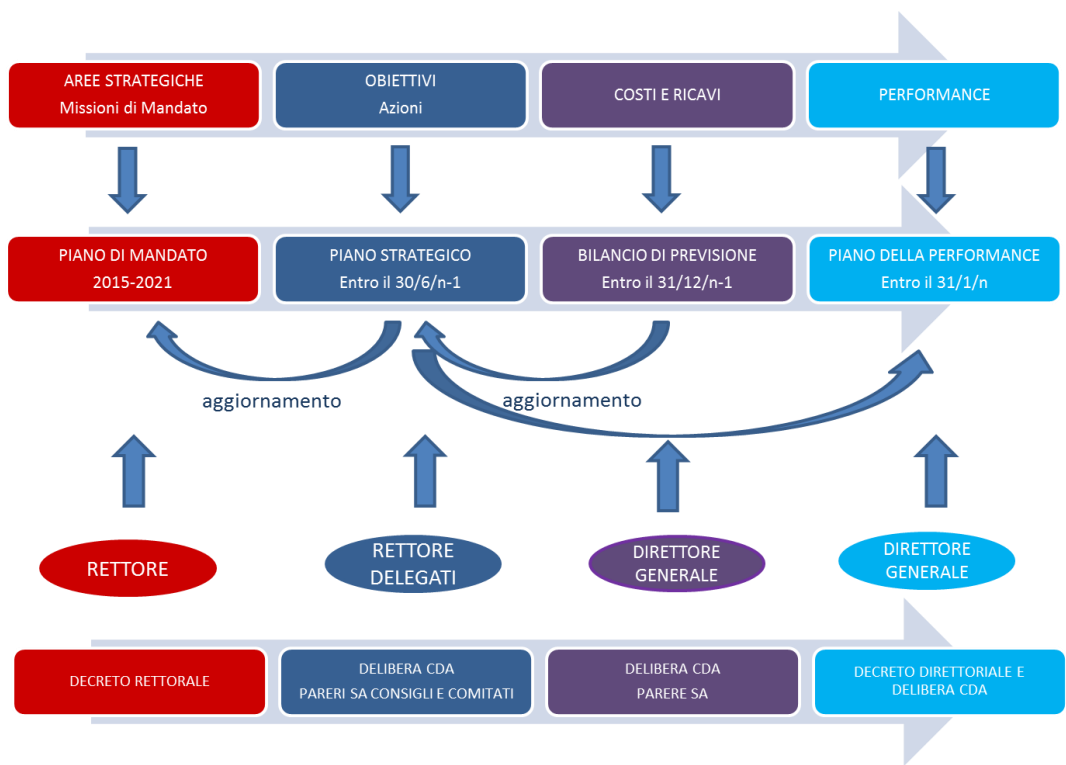 AREE STRATEGICHE
Missioni di Mandato
OBIETTIVI
Azioni
COSTI E RICAVI
PERFORMANCE
PIANO DI MANDATO
2015-2021
PIANO STRATEGICO
Entro il 30/6/n-1
BILANCIO DI PREVISIONE
Entro il 31/12/n-1
PIANO DELLA PERFORMANCE
Entro il 31/1/n
aggiornamento
aggiornamento
RETTORE
RETTORE
DELEGATI
DIRETTORE
GENERALE
DIRETTORE
GENERALE
DECRETO RETTORALE
DELIBERA CDA
PARERI SA CONSIGLI E COMITATI
DELIBERA CDA
PARERE SA
DECRETO DIRETTORIALE E
DELIBERA CDA